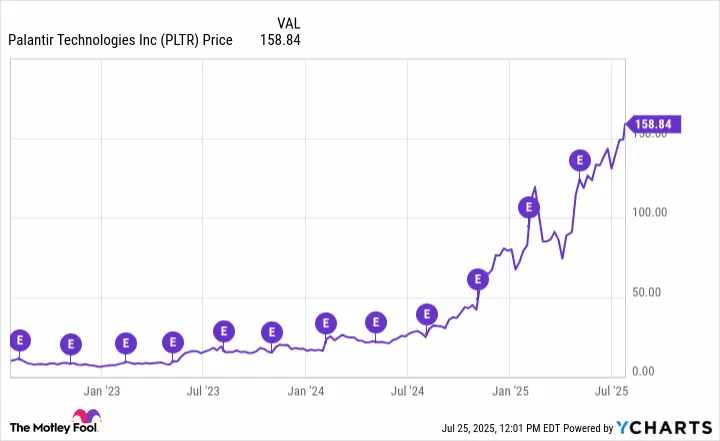 VAL
Palantir Technologies Inc (PLTR) Price 158.84
158.84
100.00
50.00
0.00
E E E E E E E E E E E E
Jan '23 Jul '23 Jan '24 Jul '24 Jan '25 Jul '25
The Motley Fool.
Jul 25, 2025, 12:01 PM EDT Powered by YCHARTS